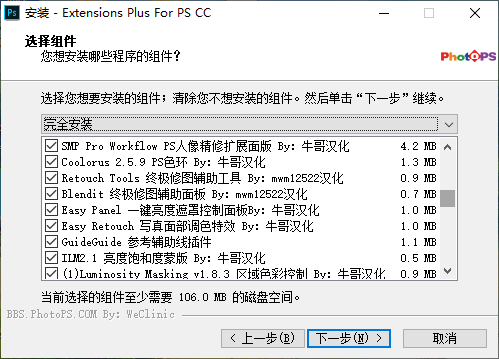 安装 - Extensions Plus For PS CC
选择组件
您想安装哪些程序的组件？
PhotoPS
选择您想要安装的组件；清除您不想安装的组件。然后单击“下一步”继续。
完全安装
SMP Pro Workflow PS人像精修扩展面版 By: 牛哥汉化 4.2 MB
Coolorus 2.5.9 PS色环 By: 牛哥汉化 1.3 MB
Retouch Tools 终极修图辅助工具 By: mwm12522汉化 0.9 MB
Blendit 终极修图辅助面板 By: mwm12522汉化 0.7 MB
Easy Panel 一键亮度遮罩控制面板By: 牛哥汉化 1.0 MB
Easy Retouch 写真面部调色特效 By: 牛哥汉化 1.0 MB
GuideGuide 参考辅助线插件 1.1 MB
ILM2.1 亮度饱和度蒙版 By: 牛哥汉化 0.5 MB
(1)Luminosity Masking v1.8.3 区域色彩控制 By: 牛哥汉化 0.9 MB
当前选择的组件至少需要 106.0 MB 的磁盘空间。
BBS.PhotoPS.COM By: WeClinic
< 上一步(B) 下一步(N) > 取消